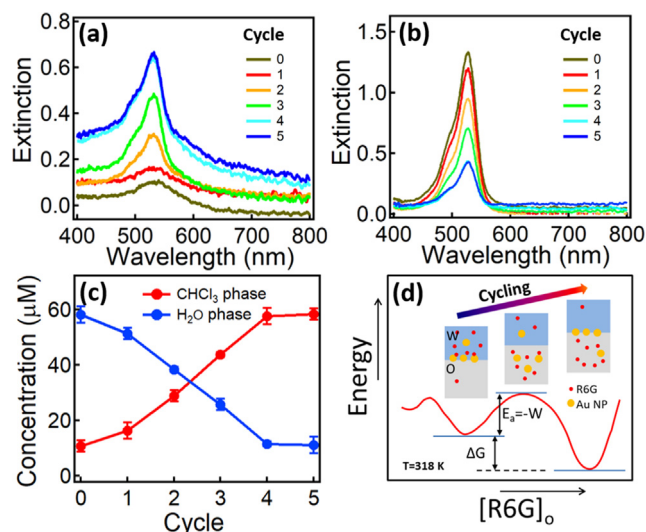 (a)
Cycle
0
1
2
3
4
5
0.8
0.6
0.4
0.2
0.0
Extinction
400 500 600 700 800
Wavelength (nm)
(b)
Cycle
0
1
2
3
4
5
1.5
1.0
0.5
0.0
Extinction
400 500 600 700 800
Wavelength (nm)
(c)
CHCl₃ phase
H₂O phase
80
60
40
20
0
Concentration (µM)
0 1 2 3 4 5
Cycle
(d)
Cycling
W
O
R6G
Au NP
Eₐ=-W
ΔG
T=318 K
Energy
[R6G]ₒ